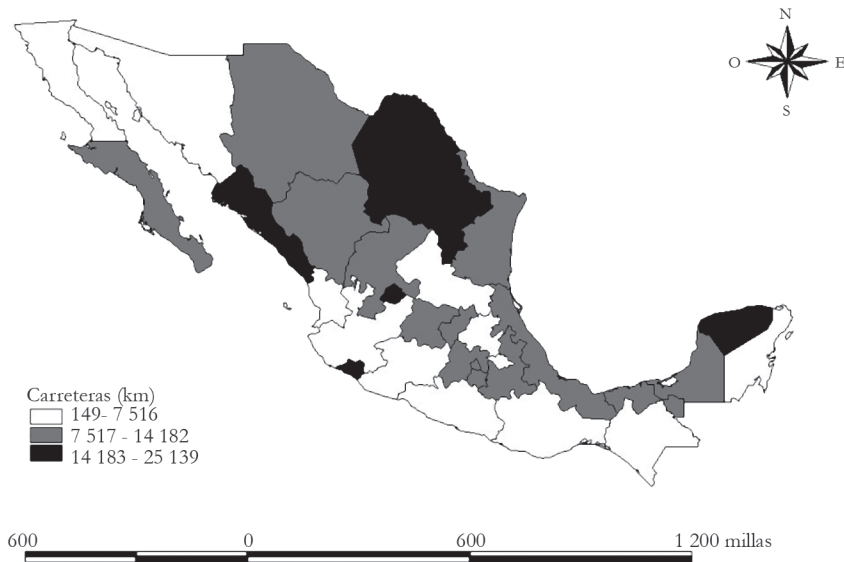 N
O E
S
Carreteras (km)
149- 7 516
7 517 - 14 182
14 183 - 25 139
600 0 600 1 200 millas